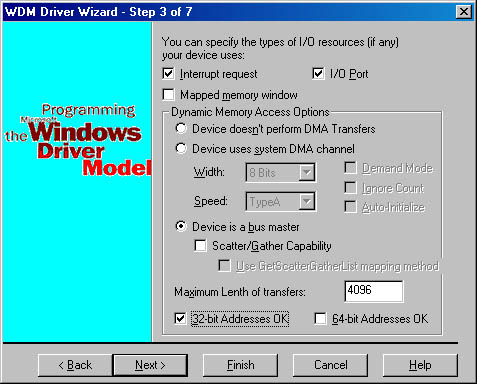 WDM Driver Wizard - Step 3 of 7
You can specify the types of I/O resources (if any)
your device uses:
Interrupt request
I/O Port
Mapped memory window
Programming
Microsoft
the Windows
Driver
Model
Dynamic Memory Access Options
Device doesn't perform DMA Transfers
Device uses system DMA channel
Width:
8 Bits
Demand Mode
Ignore Count
Speed:
TypeA
Auto-Initialize
Device is a bus master
Scatter/Gather Capability
Use GetScatterGatherList mapping method
Maximum Lenth of transfers:
4096
32-bit Addresses OK
64-bit Addresses OK
< Back
Next >
Finish
Cancel
Help